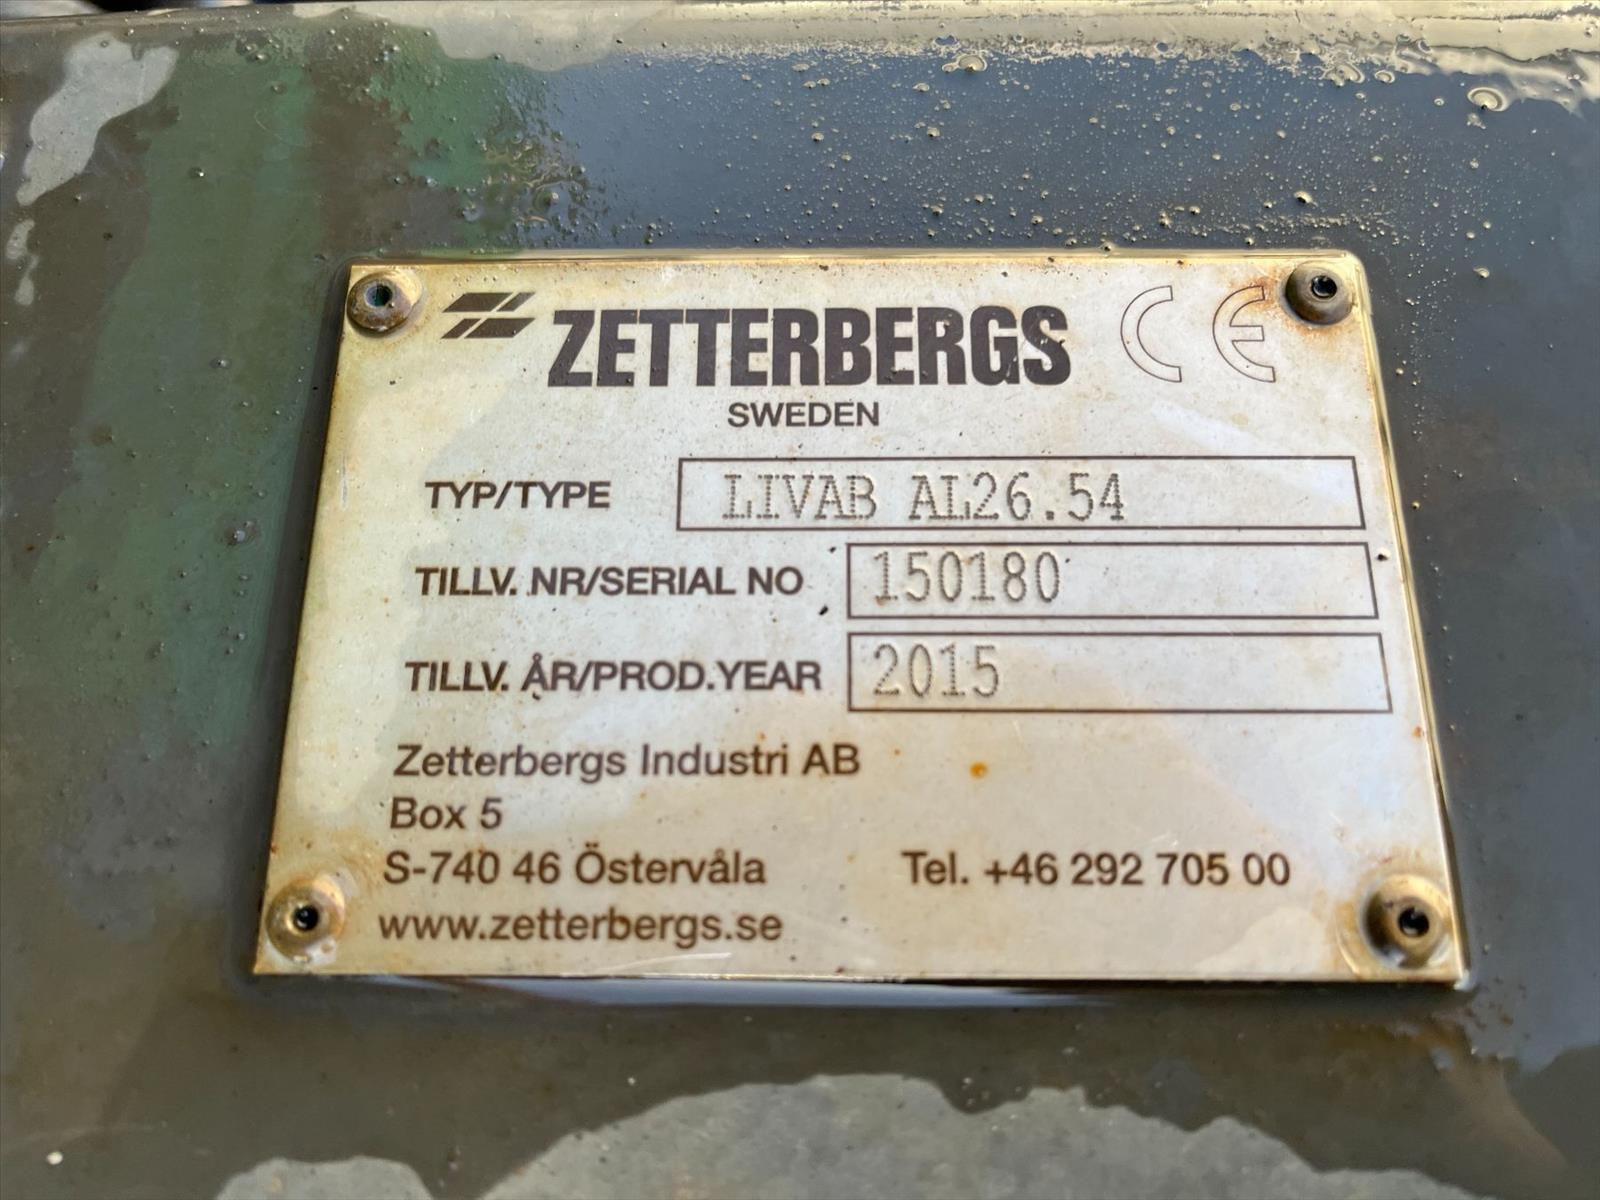 ZETTERBERGS CE
SWEDEN
TYP/TYPE LIVAB AL26.54
TILLV. NR/SERIAL NO 150180
TILLV. ÅR/PROD.YEAR 2015
Zetterbergs Industri AB
Box 5
S-740 46 Östervåla Tel. +46 292 705 00
www.zetterbergs.se